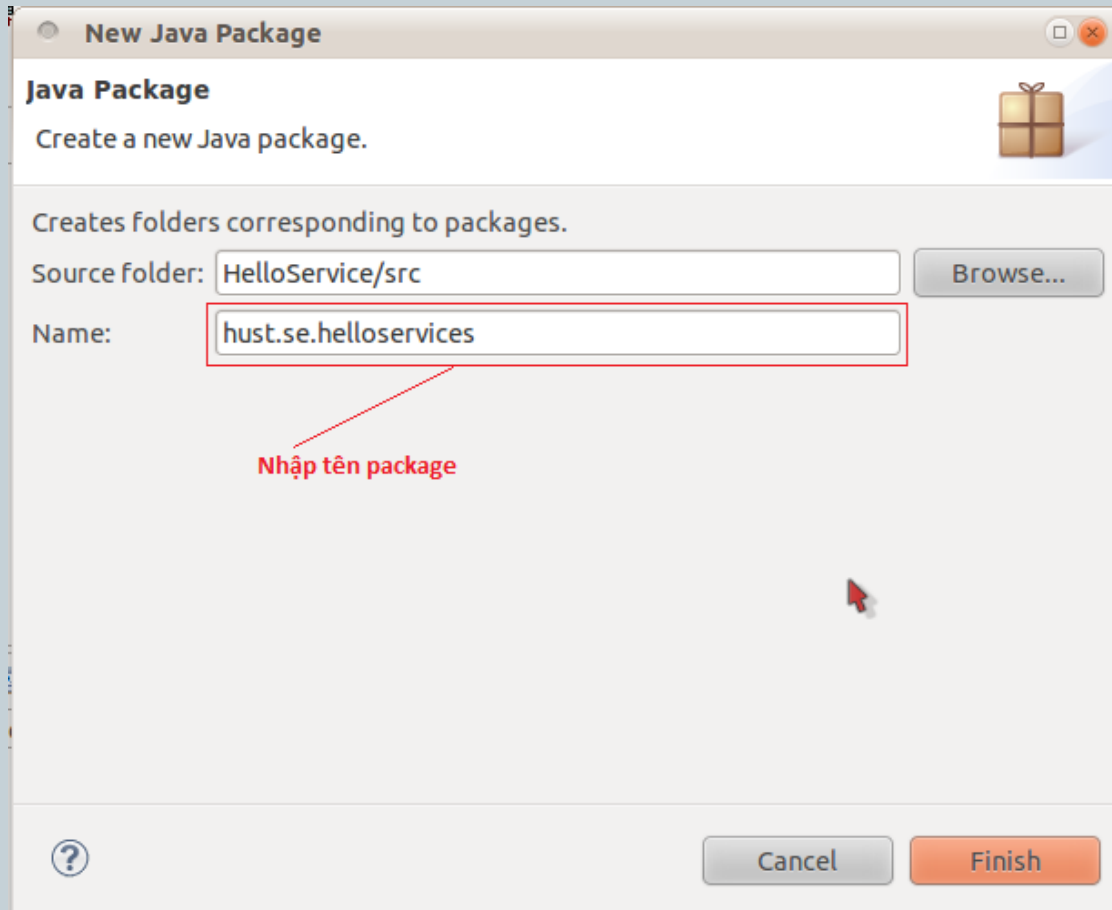 New Java Package
Java Package
Create a new Java package.
Creates folders corresponding to packages.
Source folder: HelloService/src Browse...
Name: hust.se.helloservices
Nhập tên package
Cancel Finish